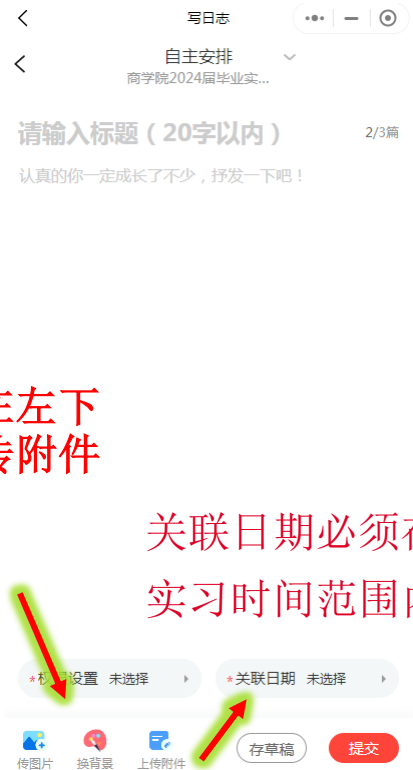 写日志
自主安排
商学院2024届毕业实...
请输入标题（20字以内）
2/3篇
认真的你一定成长了不少，抒发一下吧！
左下
附件
关联日期必须
实习时间范围
*权限设置 未选择
*关联日期 未选择
传图片
换背景
上传附件
存草稿
提交